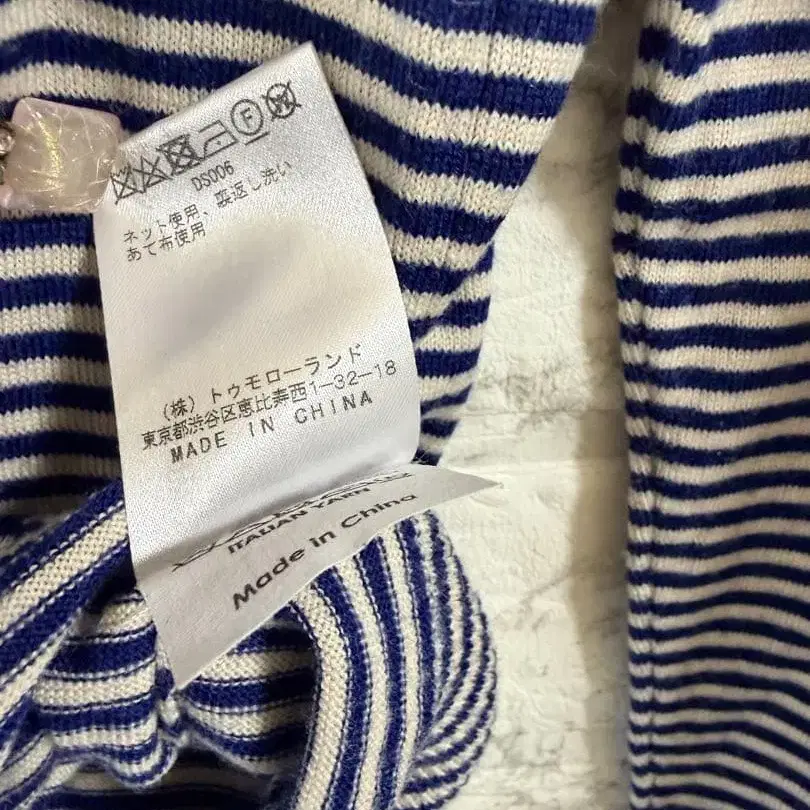 F
W
DSD06
ネット使用、裏返し洗い
あて布使用
(株) トゥモローランド
東京都渋谷区恵比寿西1-32-18
MADE IN CHINA
ITALIAN YARN
Made in China